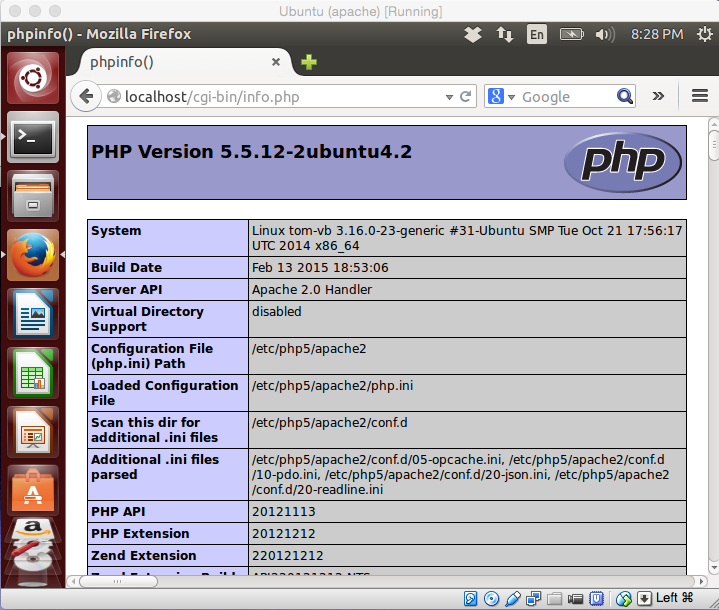 Ubuntu (apache) [Running]
phpinfo() - Mozilla Firefox
En
8:28 PM
phpinfo()
localhost/cgi-bin/info.php
Google
PHP Version 5.5.12-2ubuntu4.2
php
System
Linux tom-vb 3.16.0-23-generic #31-Ubuntu SMP Tue Oct 21 17:56:17
UTC 2014 x86_64
Build Date
Feb 13 2015 18:53:06
Server API
Apache 2.0 Handler
Virtual Directory
Support
disabled
Configuration File
(php.ini) Path
/etc/php5/apache2
Loaded Configuration
File
/etc/php5/apache2/php.ini
Scan this dir for
additional .ini files
/etc/php5/apache2/conf.d
Additional .ini files
parsed
/etc/php5/apache2/conf.d/05-opcache.ini, /etc/php5/apache2/conf.d
/10-pdo.ini, /etc/php5/apache2/conf.d/20-json.ini, /etc/php5/apache2
/conf.d/20-readline.ini
PHP API
20121113
PHP Extension
20121212
Zend Extension
220121212
Zend Extension Build
API220121212,NTS
Left ⌘